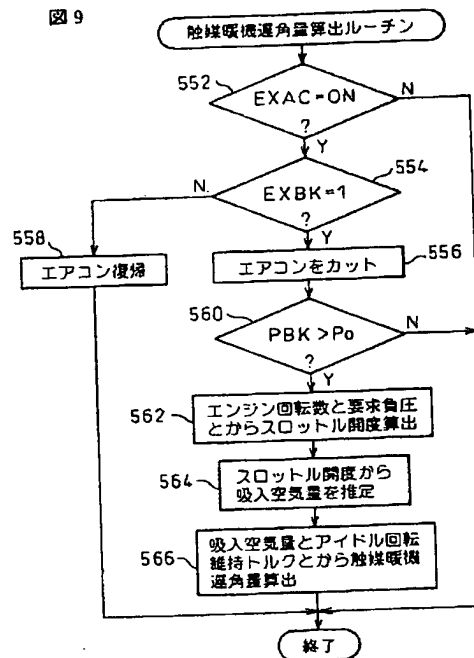 図9
触媒暖機遅角量算出ルーチン
552
EXAC=ON
?
N
Y
554
EXBK=1
?
N
Y
558
エアコン復帰
エアコンをカット
556
560
PBK>Po
?
N
Y
562
エンジン回転数と要求負圧
とからスロットル開度算出
564
スロットル開度から
吸入空気量を推定
566
吸入空気量とアイドル回転
維持トルクとから触媒暖機
遅角量算出
終了